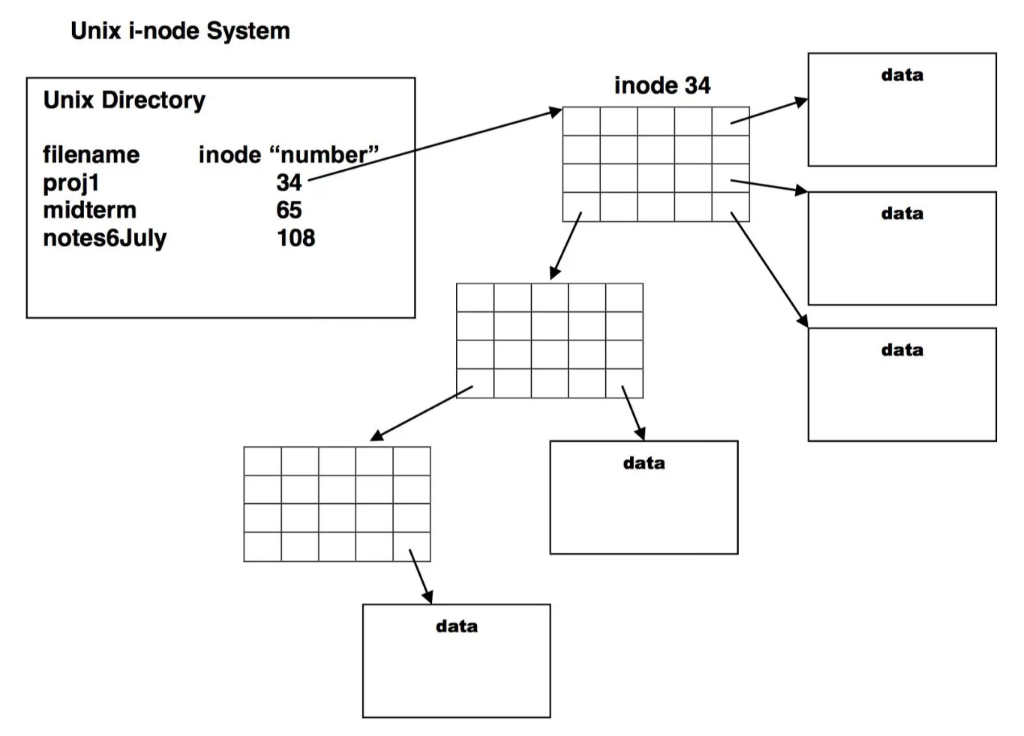 Unix i-node System
Unix Directory
filename inode “number”
proj1 34
midterm 65
notes6July 108
inode 34
data
data
data
data
data